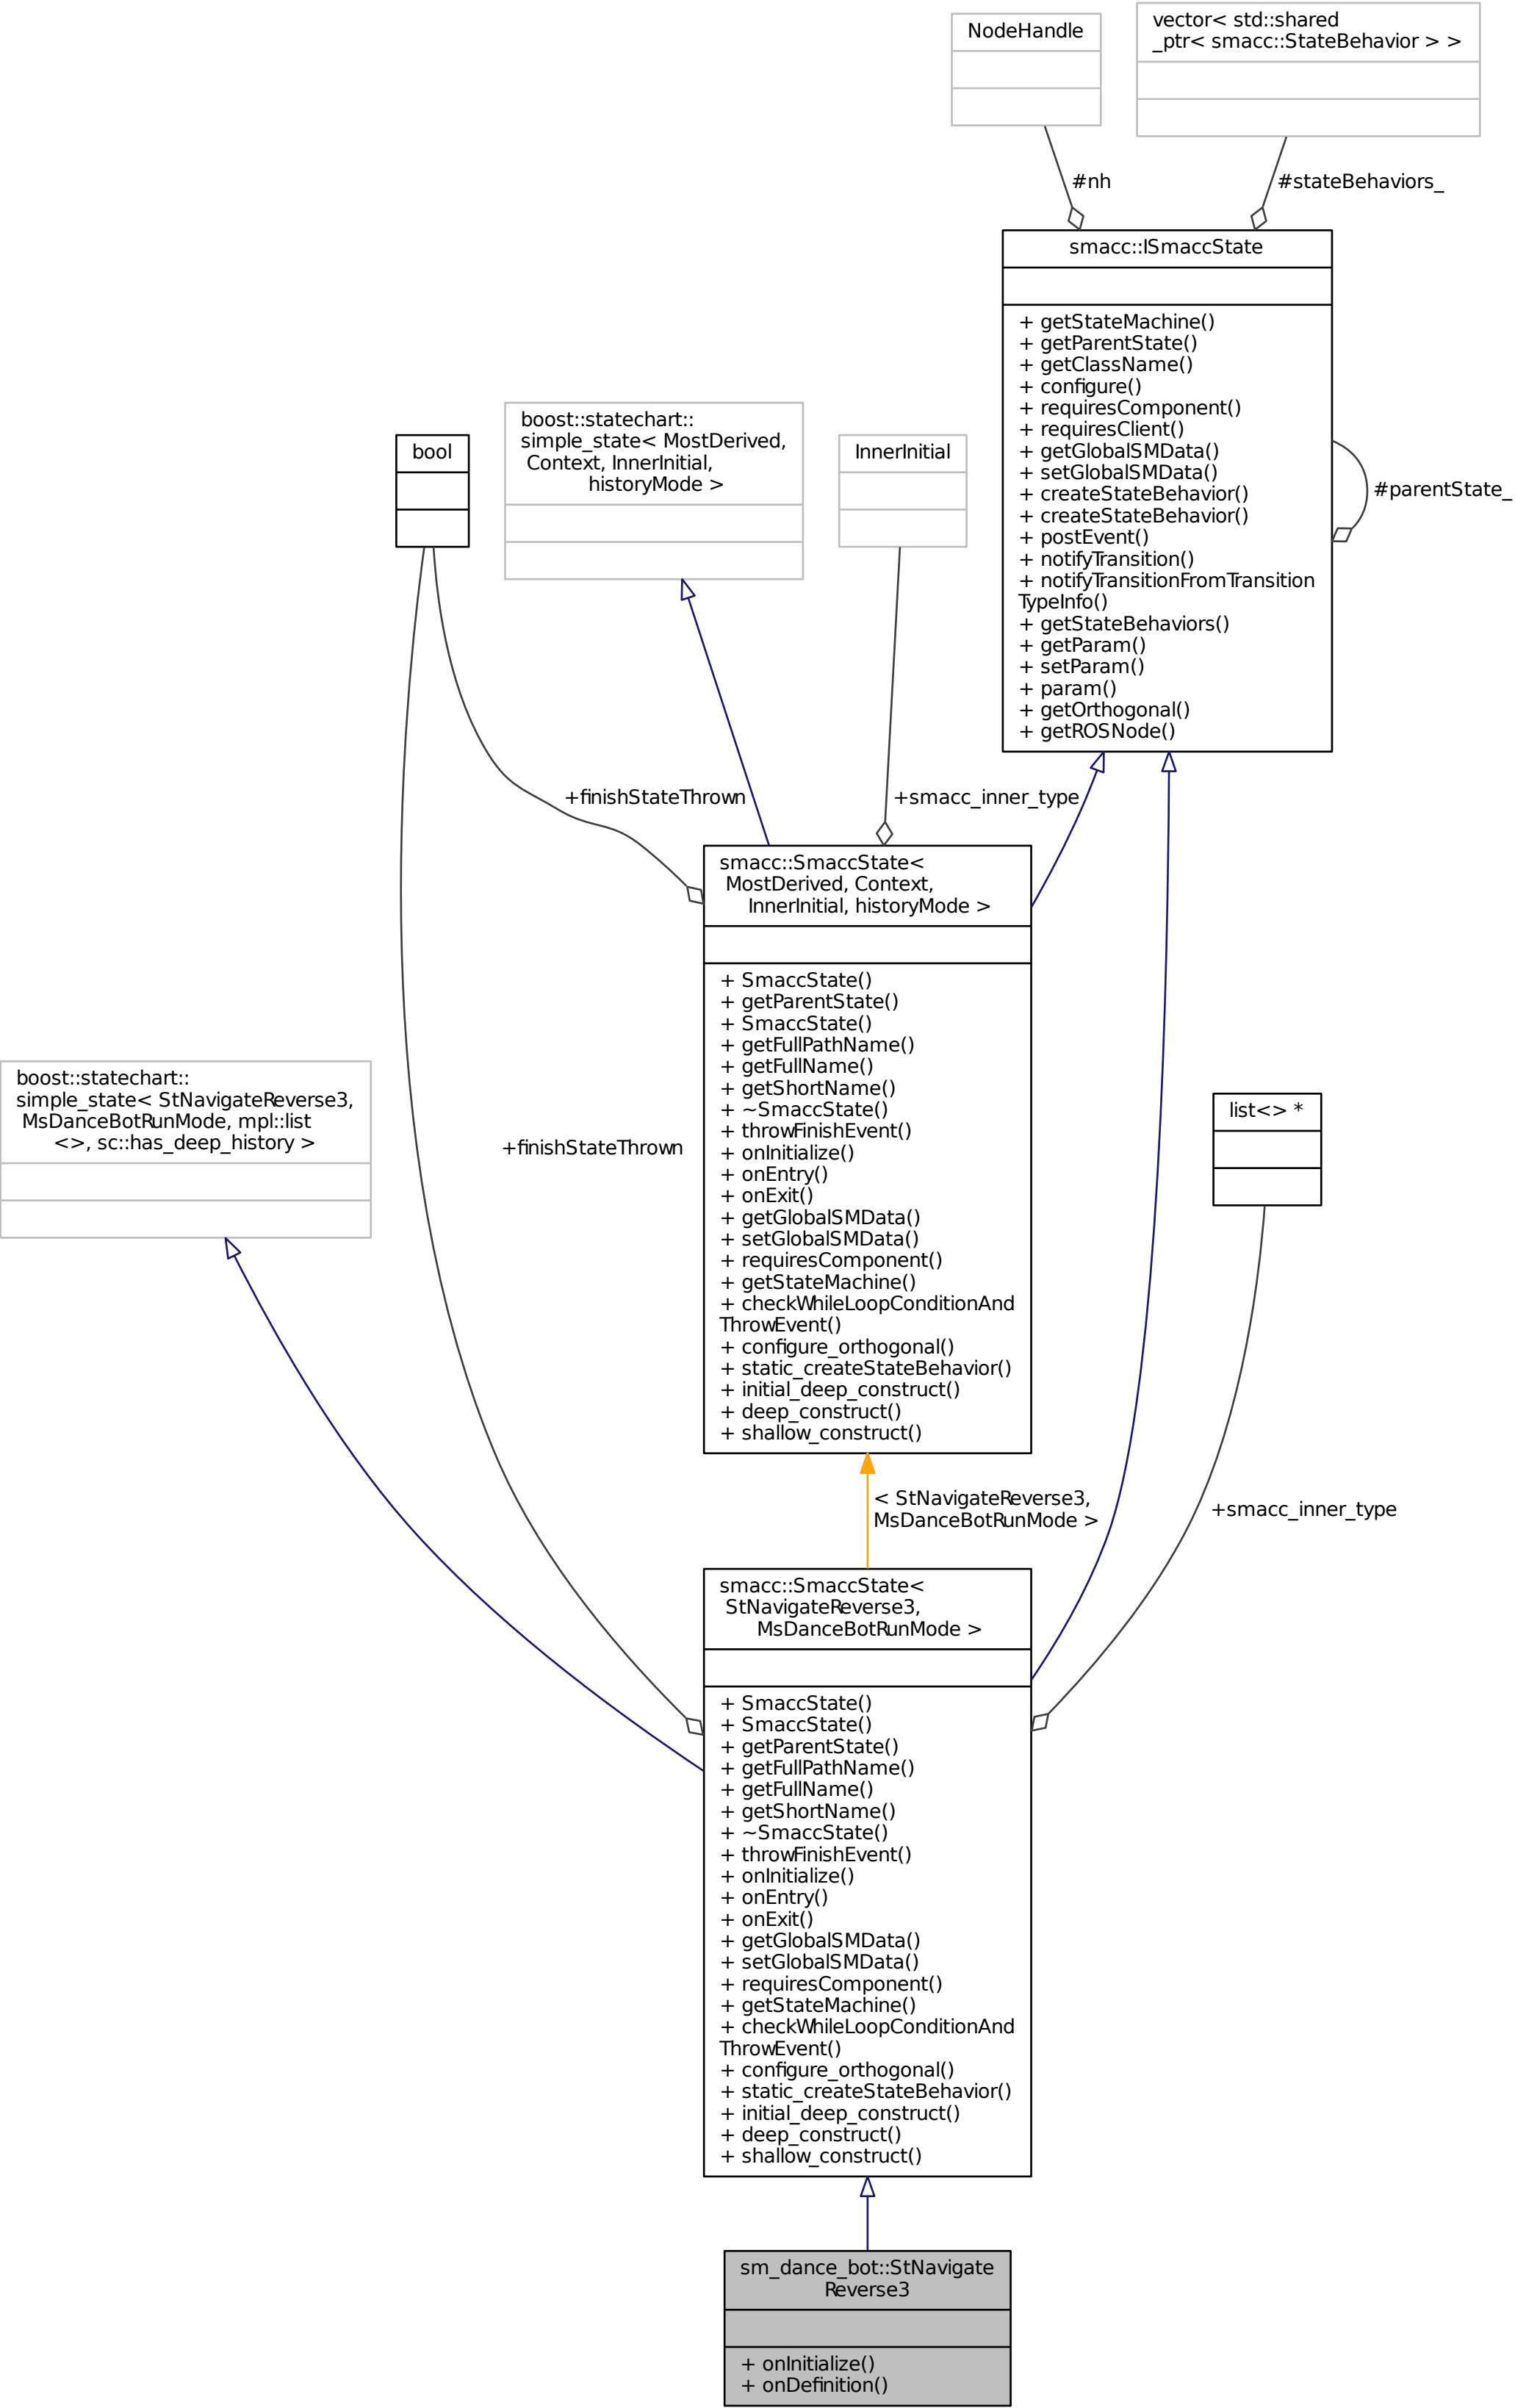 NodeHandle
vector< std::shared
_ptr< smacc::StateBehavior > >
#nh
#stateBehaviors_
smacc::ISmaccState
+ getStateMachine()
+ getParentState()
+ getClassName()
+ configure()
+ requiresComponent()
+ requiresClient()
+ getGlobalSMData()
+ setGlobalSMData()
+ createStateBehavior()
+ createStateBehavior()
+ postEvent()
+ notifyTransition()
+ notifyTransitionFromTransition
TypeInfo()
+ getStateBehaviors()
+ getParam()
+ setParam()
+ param()
+ getOrthogonal()
+ getROSNode()
#parentState_
bool
boost::statechart::
simple_state< MostDerived,
Context, InnerInitial,
historyMode >
InnerInitial
+finishStateThrown
+smacc_inner_type
smacc::SmaccState<
MostDerived, Context,
InnerInitial, historyMode >
+ SmaccState()
+ getParentState()
+ SmaccState()
+ getFullPathName()
+ getFullName()
+ getShortName()
+ ~SmaccState()
+ throwFinishEvent()
+ onInitialize()
+ onEntry()
+ onExit()
+ getGlobalSMData()
+ setGlobalSMData()
+ requiresComponent()
+ getStateMachine()
+ checkWhileLoopConditionAnd
ThrowEvent()
+ configure_orthogonal()
+ static_createStateBehavior()
+ initial_deep_construct()
+ deep_construct()
+ shallow_construct()
boost::statechart::
simple_state< StNavigateReverse3,
MsDanceBotRunMode, mpl::list
<>, sc::has_deep_history >
+finishStateThrown
list<> *
< StNavigateReverse3,
MsDanceBotRunMode >
+smacc_inner_type
smacc::SmaccState<
StNavigateReverse3,
MsDanceBotRunMode >
+ SmaccState()
+ SmaccState()
+ getParentState()
+ getFullPathName()
+ getFullName()
+ getShortName()
+ ~SmaccState()
+ throwFinishEvent()
+ onInitialize()
+ onEntry()
+ onExit()
+ getGlobalSMData()
+ setGlobalSMData()
+ requiresComponent()
+ getStateMachine()
+ checkWhileLoopConditionAnd
ThrowEvent()
+ configure_orthogonal()
+ static_createStateBehavior()
+ initial_deep_construct()
+ deep_construct()
+ shallow_construct()
sm_dance_bot::StNavigate
Reverse3
+ onInitialize()
+ onDefinition()